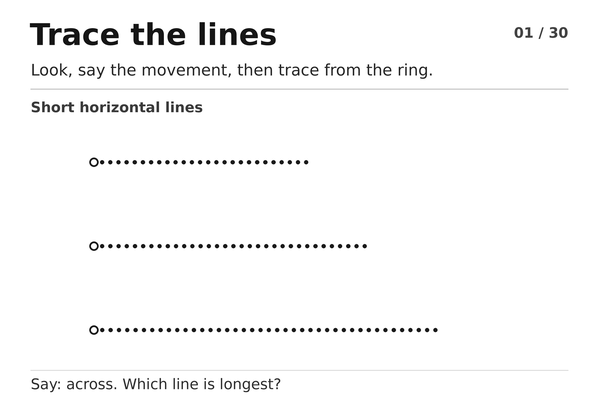 Trace the lines
01 / 30
Look, say the movement, then trace from the ring.
Short horizontal lines
Say: across. Which line is longest?